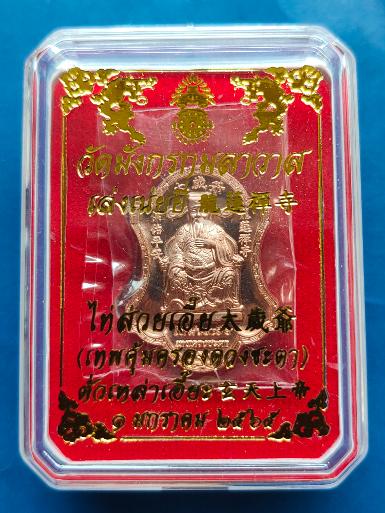 วัดมังกรกมลาวาส
เล่งเน่ยยี่ 龍蓮禪寺
ไท้ส่วยเอี้ย 太歲爺
(เทพคุ้มครองดวงชะตา)
ตั่วเหล่าเอี้ยะ 玄天上帝
๑ มกราคม ๒๕๖๕